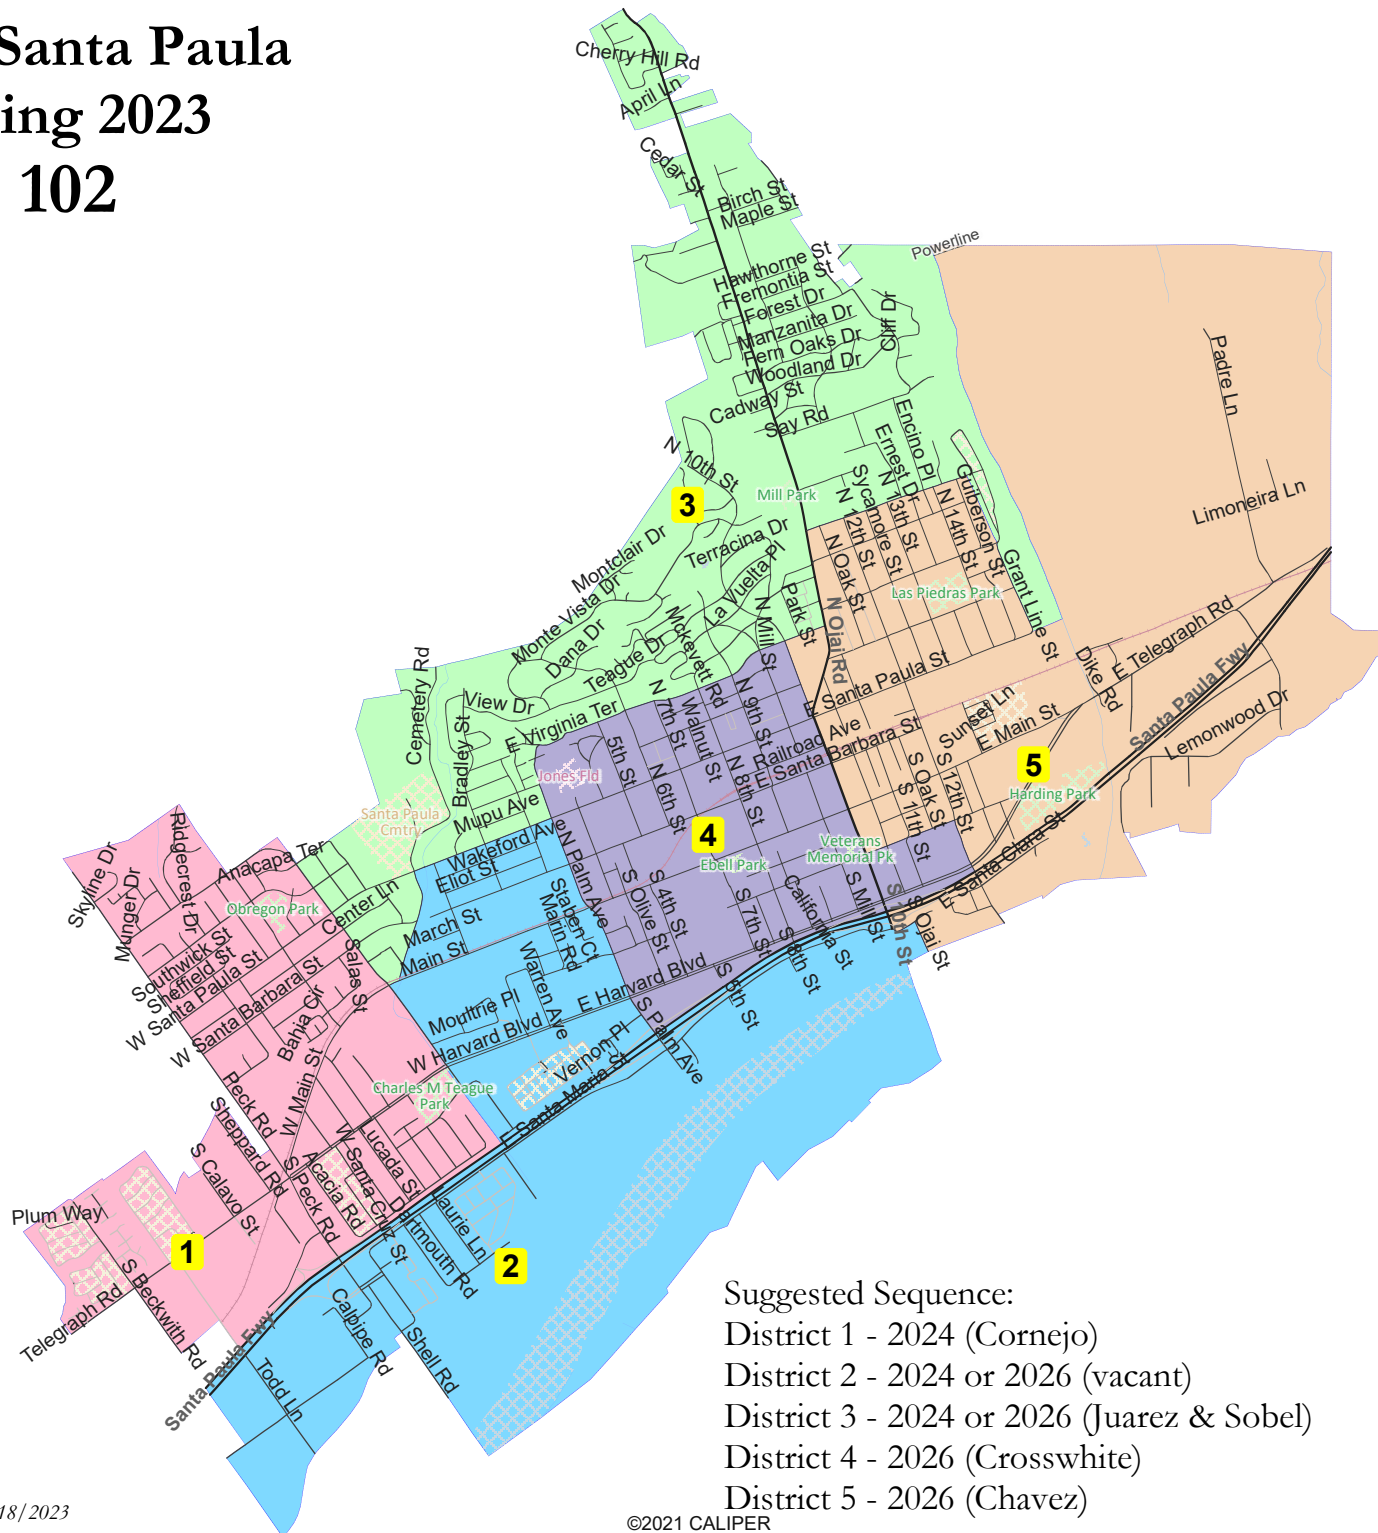 Santa Paula
ing 2023
102
Cherry Hill Rd
April Ln
Cedar St
Birch St
Maple St
Powerline
Hawthorne St
Fremontia St
Forest Dr
Manzanita Dr
Cliff Dr
Fern Oaks Dr
Woodland Dr
Cadway St
Say Rd
Padre Ln
Limoneira Ln
N 10th St
3
Mill Park
Encino Pl
Ernest Dr
Sycamore St
N 13th St
N 12th St
N 14th St
Guiberson St
N Oak St
Grant Line St
Las Piedras Park
Montclair Dr
Terracina Dr
La Vuelta Pl
Monte Vista Dr
Dana Dr
Teague Dr
Mckevett Rd
N Mill St
Park St
N Ojai Rd
E Santa Paula St
Dike Rd
E Telegraph Rd
Santa Paula Fwy
Lemonwood Dr
Cemetery Rd
View Dr
Bradley St
E Virginia Ter
N 7th St
Walnut St
N 9th St
Railroad Ave
E Santa Barbara St
Sunset Ln
E Main St
5
Harding Park
5th St
Jones Fld
N 6th St
N 8th St
S Oak St
S 12th St
S 11th St
Santa Paula
Cmtry
Mupu Ave
Wakeford Ave
Eliot St
4
Ebell Park
Veterans
Memorial Pk
E Santa Clara St
Ridgecrest Dr
Anacapa Ter
Skyline Dr
Munger Dr
Obregon Park
Center Ln
March St
Main St
N Palm Ave
Staben Ct
Marin Rd
S Olive St
S 4th St
S 7th St
California St
S Mill St
S 10th St
S Ojai St
Southwick St
Sheffield St
W Santa Paula St
W Santa Barbara St
Salas St
Bahia Cir
Warren Ave
Moultrie Pl
E Harvard Blvd
W Harvard Blvd
S 5th St
S 8th St
S Palm Ave
Vernon Pl
E Santa Maria St
Peck Rd
W Main St
Charles M Teague
Park
Sheppard Rd
S Calavo St
S Peck Rd
Acacia Rd
W Santa Cruz St
Lucada St
Dartmouth Rd
Laurie Ln
Plum Way
1
2
S Beckwith Rd
Telegraph Rd
Santa Paula Fwy
Todd Ln
Calpipe Rd
Shell Rd
Suggested Sequence:
District 1 - 2024 (Cornejo)
District 2 - 2024 or 2026 (vacant)
District 3 - 2024 or 2026 (Juarez & Sobel)
District 4 - 2026 (Crosswhite)
District 5 - 2026 (Chavez)
18/2023
©2021 CALIPER